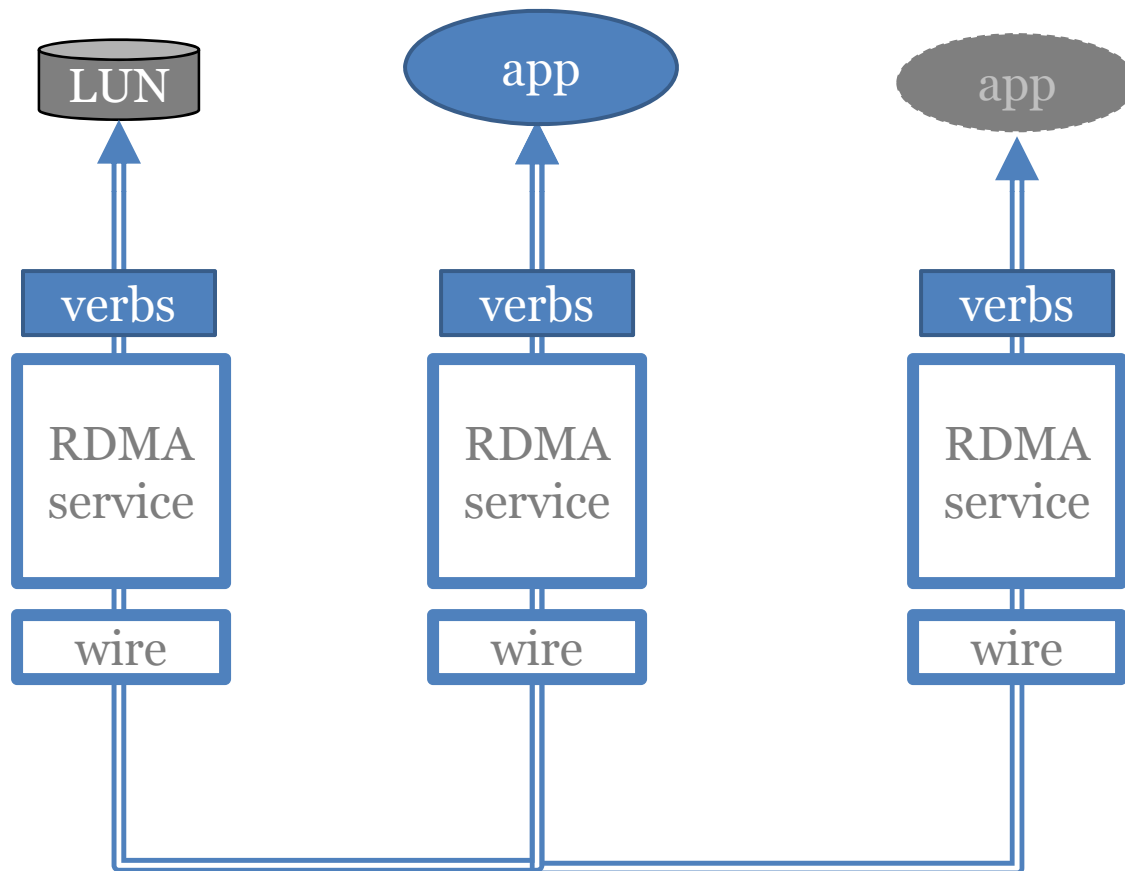 LUN
app
app
verbs
verbs
verbs
RDMA
service
RDMA
service
RDMA
service
wire
wire
wire